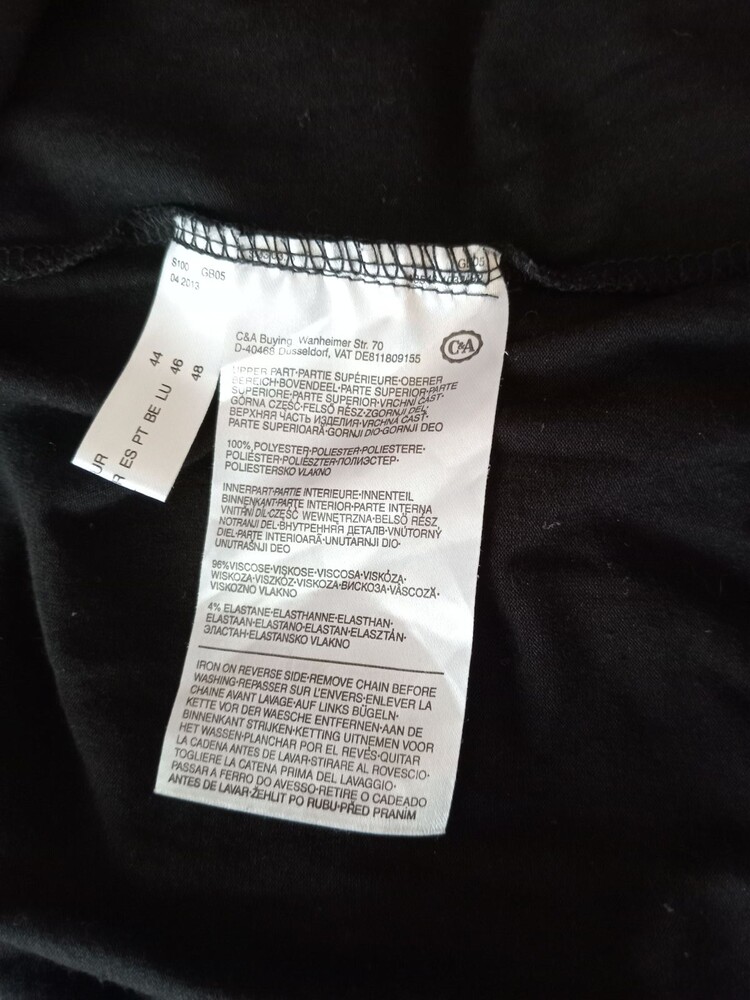 S100 GB05
04 2013
44
46
48
UR
R ES PT BE LU
GB05
C&A
C&A Buying Wanheimer Str. 70
D-40468 Düsseldorf, VAT DE811809155
UPPER PART·PARTIE SUPÉRIEURE·OBERER
BEREICH·BOVENDEEL·PARTE SUPERIOR·PARTE
SUPERIORE·PARTE SUPERIOR·VRCHNI CAST·
GÓRNA CZĘŚĆ·FELSŐ RÉSZ·ZGORNJI DEL·
ВЕРХНЯЯ ЧАСТЬ ИЗДЕЛИЯ·VRCHNÁ CAST·
PARTE SUPERIOARĂ·GORNJI DIO·GORNJI DEO
100% POLYESTER·POLIESTER·POLIESTERE·
POLIÉSTER·POLIÉSZTER·ПОЛИЭСТЕР·
POLIESTERSKO VLAKNO
INNERPART·PARTIE INTERIEURE·INNENTEIL
BINNENKANT·PARTE INTERIOR·PARTE INTERNA
VNITŘNÍ DÍL·CZĘŚĆ WEWNĘTRZNA·BELSŐ RÉSZ
NOTRANJI DEL·ВНУТРЕННЯЯ ДЕТАЛЬ·VNÚTORNÝ
DIEL·PARTE INTERIOARĂ·UNUTARNJI DIO·
UNUTRAŠNJI DEO
96%VISCOSE·VISKOSE·VISCOSA·VISKÓZA·
WISKOZA·VISZKÓZ·VISKOZA·ВИСКОЗА·VÂSCOZĂ·
VISKOZNO VLAKNO
4% ELASTANE·ELASTHANNE·ELASTHAN·
ELASTAAN·ELASTANO·ELASTAN·ELASZTÁN·
ЭЛАСТАН·ELASTANSKO VLAKNO
IRON ON REVERSE SIDE·REMOVE CHAIN BEFORE
WASHING·REPASSER SUR L'ENVERS·ENLEVER LA
CHAINE AVANT LAVAGE·AUF LINKS BÜGELN·
KETTE VOR DER WAESCHE ENTFERNEN·AAN DE
BINNENKANT STRIJKEN·KETTING UITNEMEN VOOR
HET WASSEN·PLANCHAR POR EL REVÉS·QUITAR
LA CADENA ANTES DE LAVAR·STIRARE AL ROVESCIO·
TOGLIERE LA CATENA PRIMA DEL LAVAGGIO·
PASSAR A FERRO DO AVESSO·RETIRE O CADEADO
ANTES DE LAVAR·ŽEHLIT PO RUBU·PŘED PRANÍM